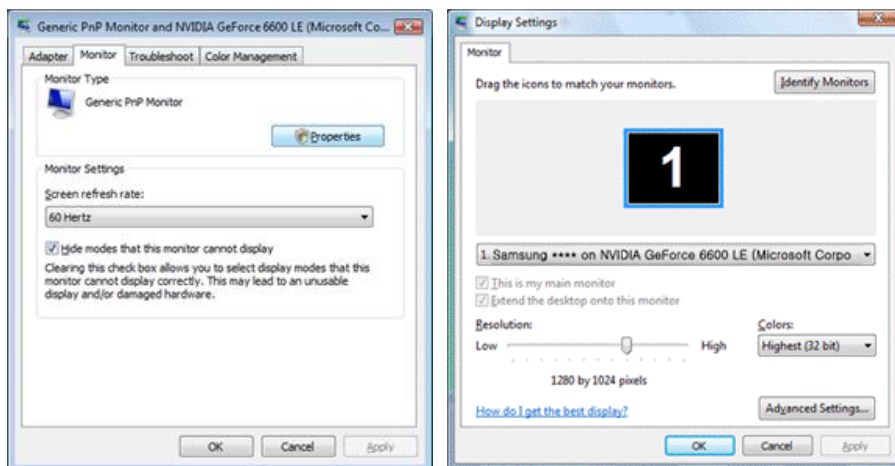 Generic PnP Monitor and NVIDIA GeForce 6600 LE (Microsoft Co...
Adapter Monitor Troubleshoot Color Management
Monitor Type
Generic PnP Monitor
Properties
Monitor Settings
Screen refresh rate:
60 Hertz
Hide modes that this monitor cannot display
Clearing this check box allows you to select display modes that this
monitor cannot display correctly. This may lead to an unusable
display and/or damaged hardware.
OK Cancel Apply
Display Settings
Monitor
Drag the icons to match your monitors.
Identify Monitors
1
1. Samsung **** on NVIDIA GeForce 6600 LE (Microsoft Corpo
This is my main monitor
Extend the desktop onto this monitor
Resolution:
Colors:
Low High
Highest (32 bit)
1280 by 1024 pixels
How do I get the best display?
Advanced Settings...
OK Cancel Apply